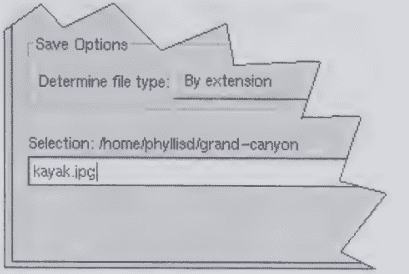 Save Options
Determine file type: By extension
Selection: /home/phyllisd/grand-canyon
kayak.jpg